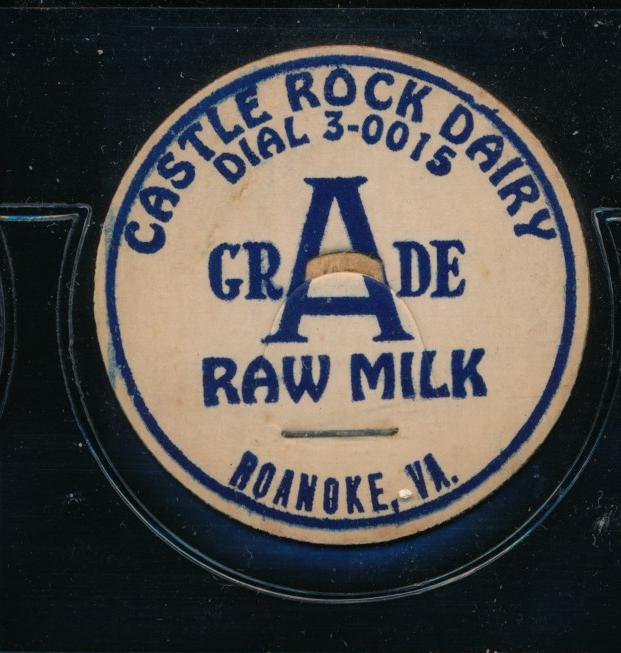 CASTLE ROCK DAIRY
DIAL 3-0015
GRADE
RAW MILK
ROANOKE, VA.